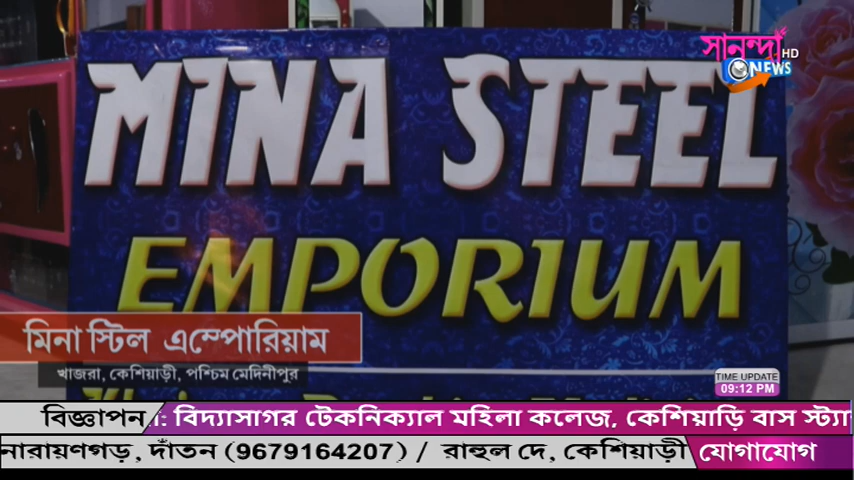 MINA STEEL
EMPORIUM
সানন্দা HD
NEWS
মিনা স্টিল এম্পোরিয়াম
খাজরা, কেশিয়াড়ী, পশ্চিম মেদিনীপুর
TIME UPDATE
09:12 PM
বিজ্ঞাপন : বিদ্যাসাগর টেকনিক্যাল মহিলা কলেজ, কেশিয়াড়ি বাস স্ট্যা
নারায়ণগড়, দাঁতন (9679164207) / রাহুল দে, কেশিয়াড়ী যোগাযোগ